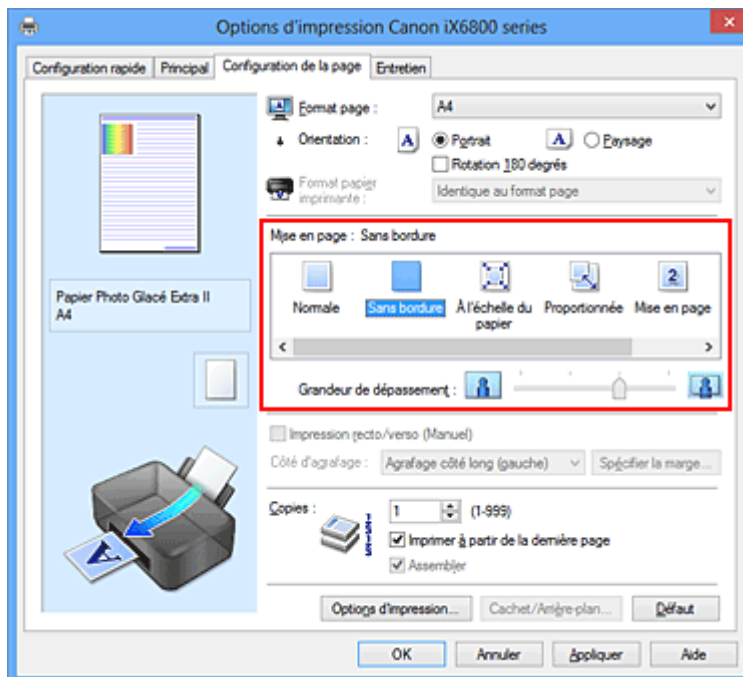 Options d'impression Canon iX6800 series
Configuration rapide
Principal
Configuration de la page
Entretien
Format page :
A4
Orientation :
A
Portrait
A
Paysage
Rotation 180 degrés
Format papier
imprimante :
Identique au format page
Mise en page : Sans bordure
Normale
Sans bordure
À l'échelle du
papier
Proportionnée
2
Mise en page
Papier Photo Glacé Extra II
A4
Grandeur de dépassement :
Impression recto/verso (Manuel)
Côté d'agrafage :
Agrafage côté long (gauche)
Spécifier la marge...
Copies :
1
(1-999)
Imprimer à partir de la dernière page
Assembler
Options d'impression...
Cachet/Arrière-plan...
Défaut
OK
Annuler
Appliquer
Aide